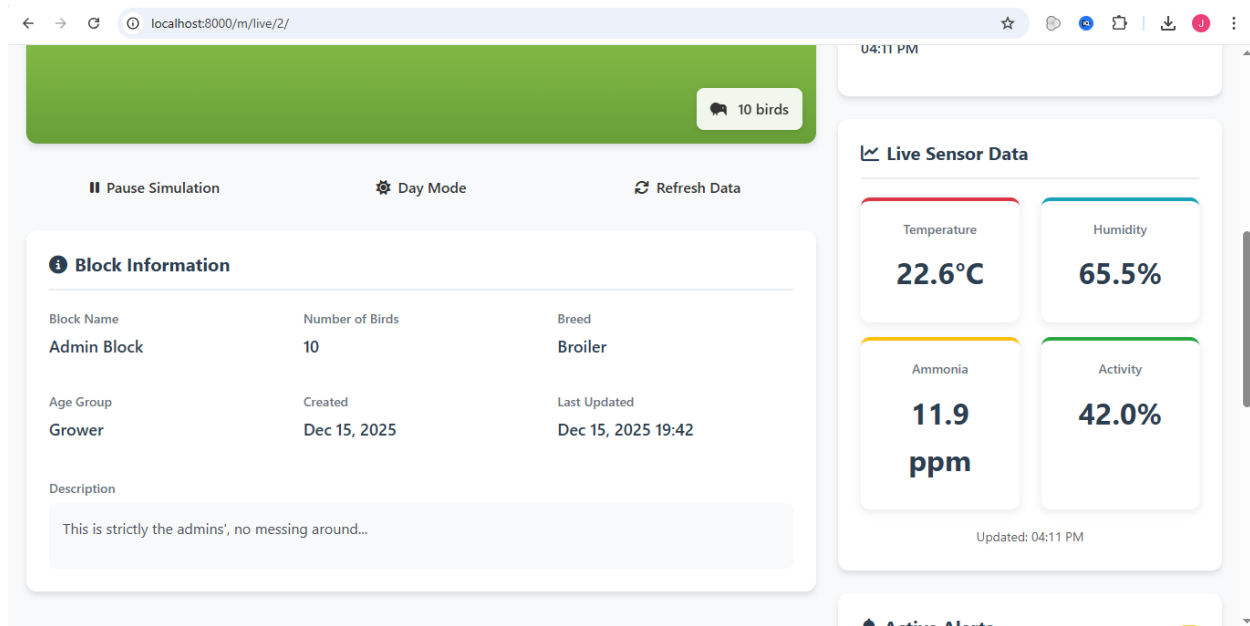 localhost:8000/m/live/2/
J
10 birds
Pause Simulation
Day Mode
Refresh Data
Block Information
Block Name
Number of Birds
Breed
Admin Block
10
Broiler
Age Group
Created
Last Updated
Grower
Dec 15, 2025
Dec 15, 2025 19:42
Description
This is strictly the admins', no messing around...
04:11 PM
Live Sensor Data
Temperature
Humidity
22.6°C
65.5%
Ammonia
Activity
11.9
ppm
42.0%
Updated: 04:11 PM
Active Alerts